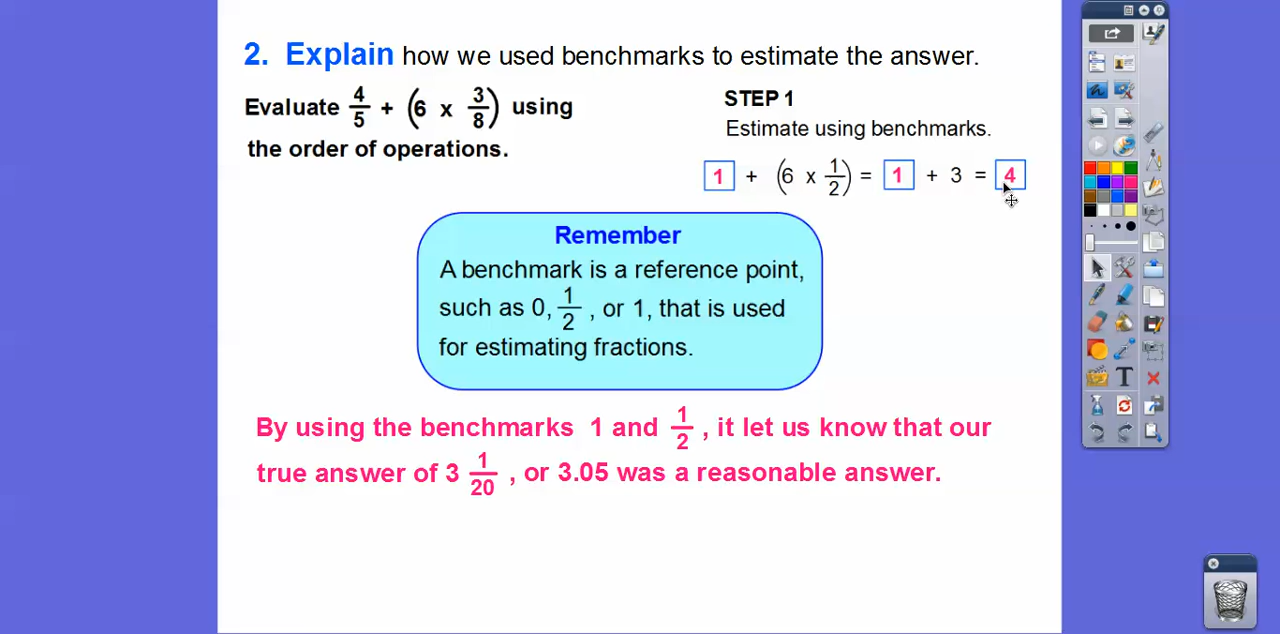 2. Explain how we used benchmarks to estimate the answer.
Evaluate 4/5 + (6 x 3/8) using
the order of operations.
STEP 1
Estimate using benchmarks.
1 + (6 x 1/2) = 1 + 3 = 4
Remember
A benchmark is a reference point,
such as 0, 1/2, or 1, that is used
for estimating fractions.
By using the benchmarks 1 and 1/2, it let us know that our
true answer of 3 1/20, or 3.05 was a reasonable answer.